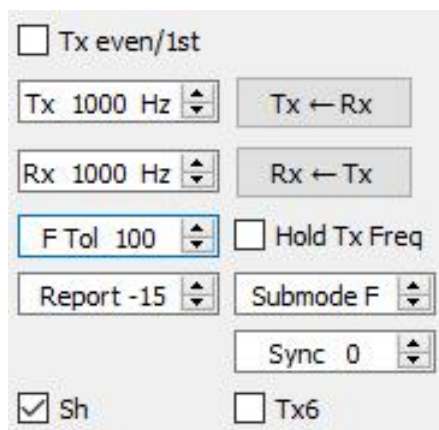 Tx even/1st
Tx 1000 Hz Tx ← Rx
Rx 1000 Hz Rx ← Tx
F Tol 100 Hold Tx Freq
Report -15 Submode F
Sync 0
Sh Tx6